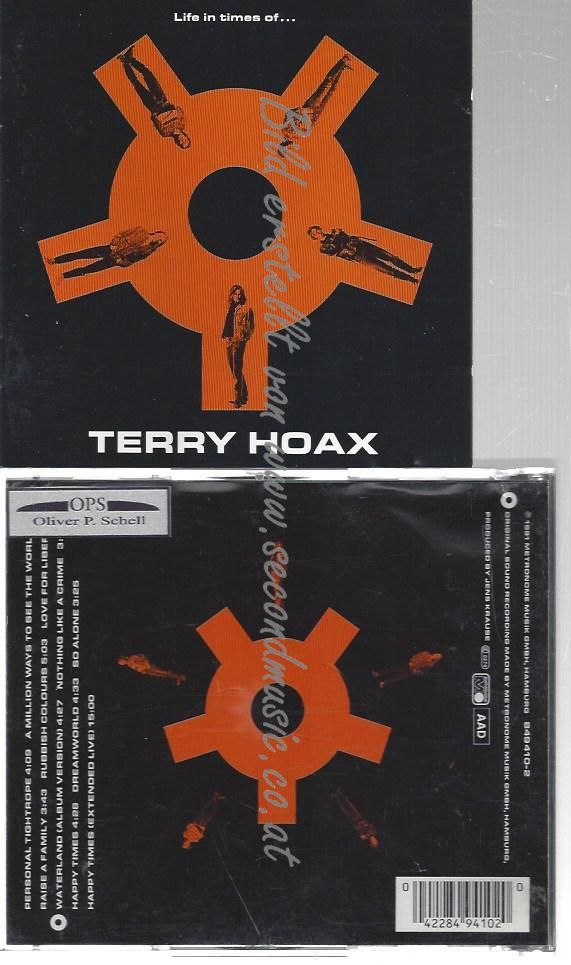 Life in times of...
TERRY HOAX
Bild erstellt von www.secondmusic.co.at
OPS
Oliver P. Schell
PERSONAL TIGHTROPE 4:09 A MILLION WAYS TO SEE THE WORL
RAISE A FAMILY 3:43 RUBBISH COLOURS 5:03 LOVE FOR LIBER
WATERLAND (ALBUM VERSION) 4:27 NOTHING LIKE A CRIME 3:
HAPPY TIMES 4:28 DREAMWORLD 4:33 SO ALONE 3:25
HAPPY TIMES (EXTENDED LIVE) 15:00
℗ 1991 METRONOME MUSIK GMBH, HAMBURG 849410-2
ORIGINAL SOUND RECORDING MADE BY METRONOME MUSIK GMBH, HAMBURG,
PRODUCED BY JENS KRAUSE
AAD
0 42284 94102 0